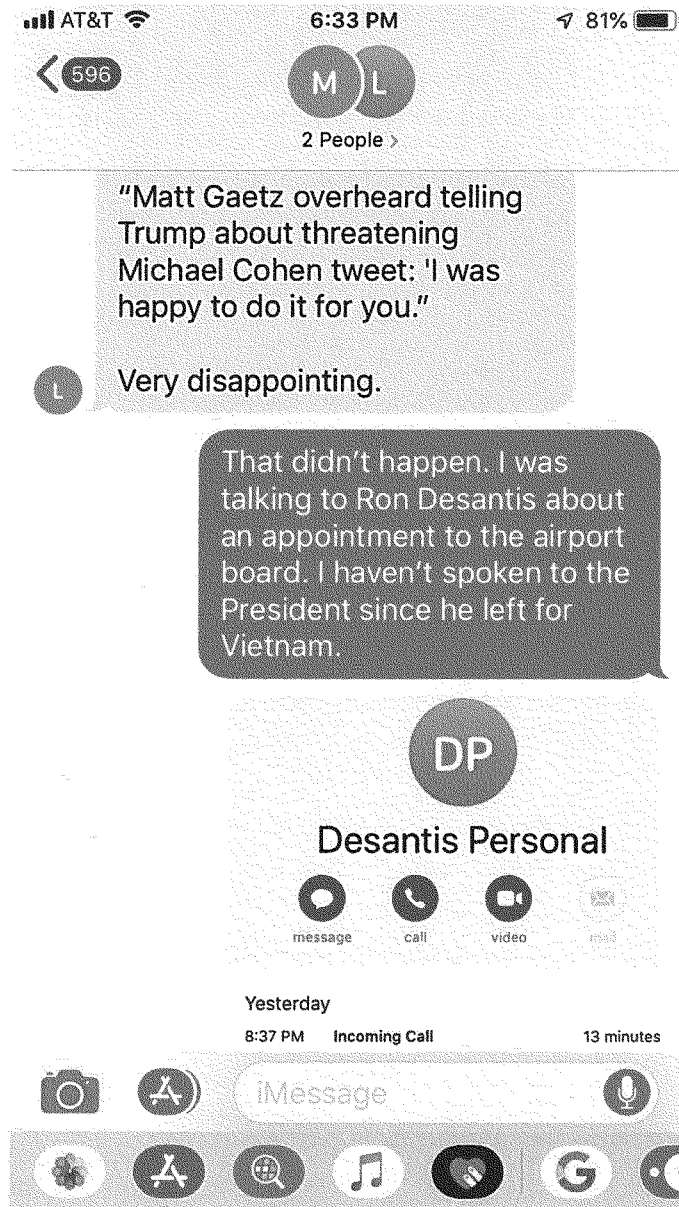 AT&T 6:33 PM 81%
596
M L
2 People >
“Matt Gaetz overheard telling
Trump about threatening
Michael Cohen tweet: 'I was
happy to do it for you.”
Very disappointing.
L
That didn’t happen. I was
talking to Ron Desantis about
an appointment to the airport
board. I haven’t spoken to the
President since he left for
Vietnam.
DP
Desantis Personal
message call video mail
Yesterday
8:37 PM Incoming Call 13 minutes
iMessage
G